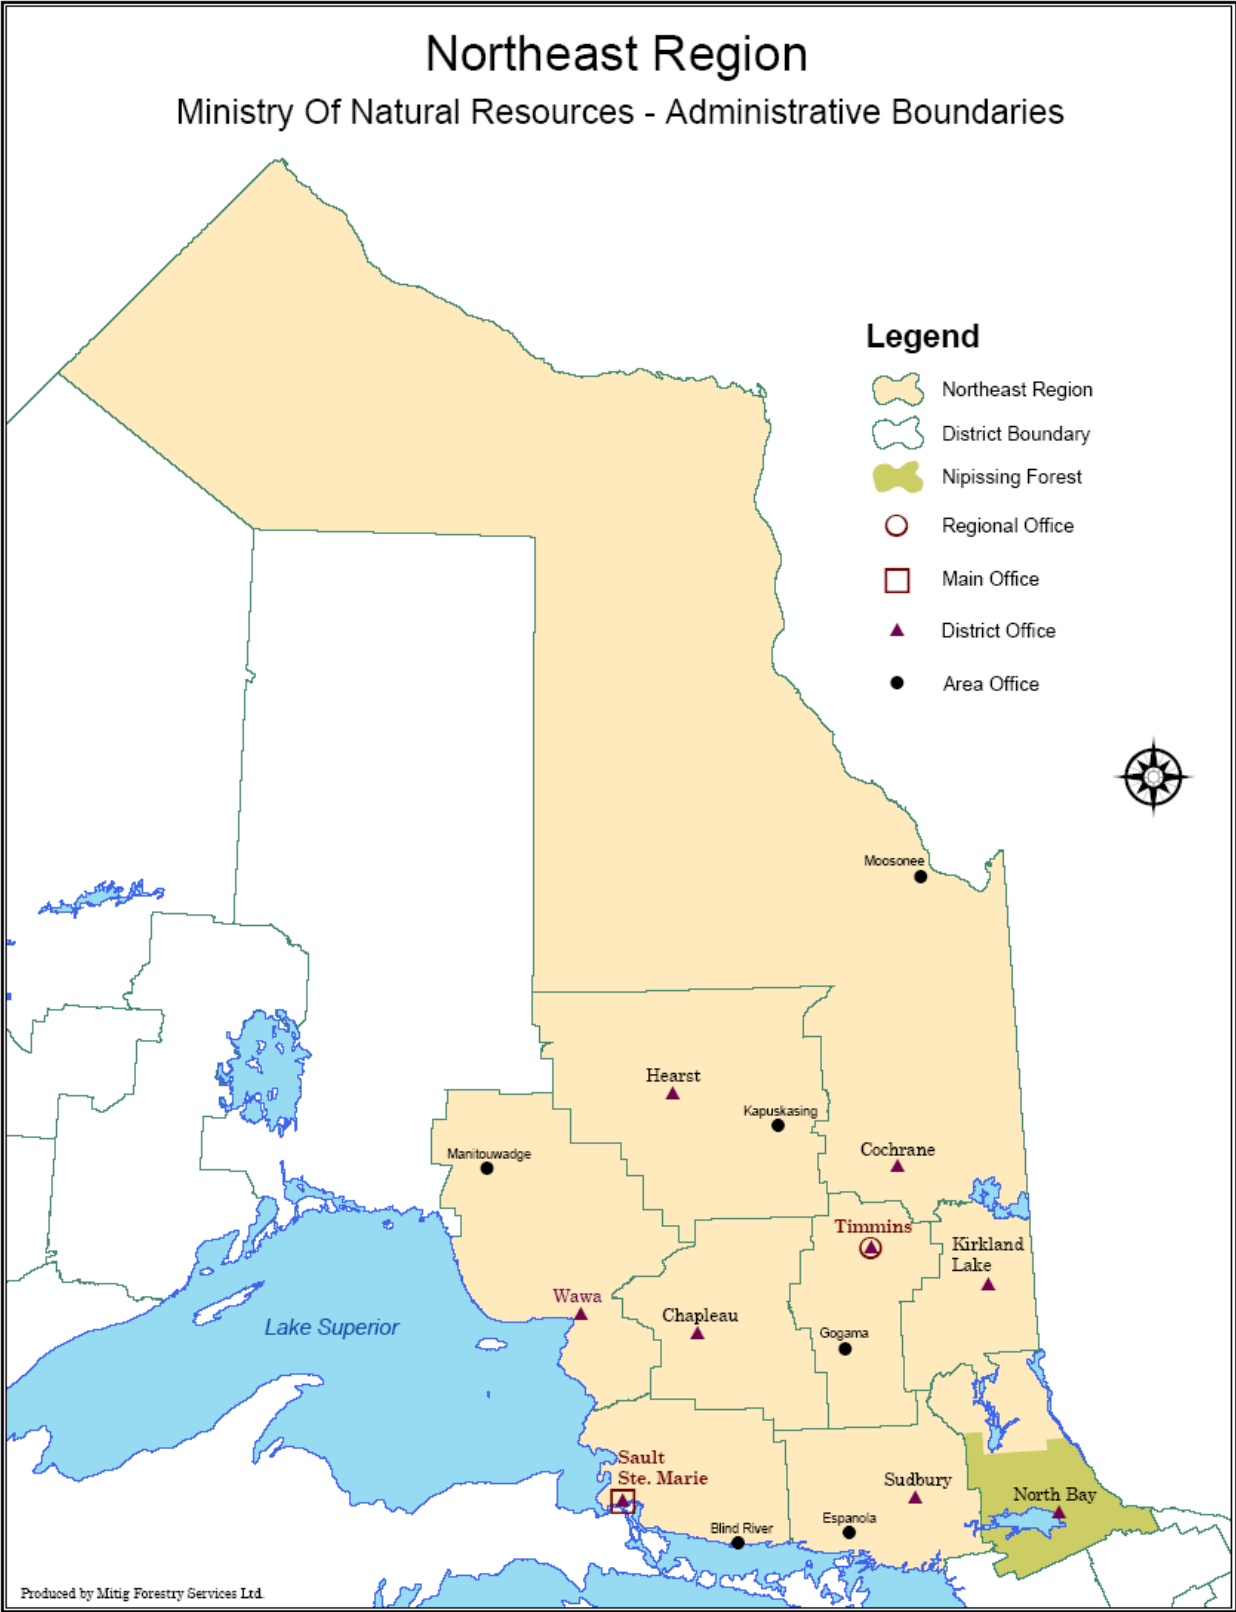 Northeast Region
Ministry Of Natural Resources - Administrative Boundaries
Legend
Northeast Region
District Boundary
Nipissing Forest
Regional Office
Main Office
District Office
Area Office
Moosonee
Hearst
Kapuskasing
Cochrane
Manitouwadge
Timmins
Kirkland
Lake
Wawa
Chapleau
Lake Superior
Gogama
Sault
Ste. Marie
Sudbury
North Bay
Blind River
Espanola
Produced by Mitig Forestry Services Ltd.